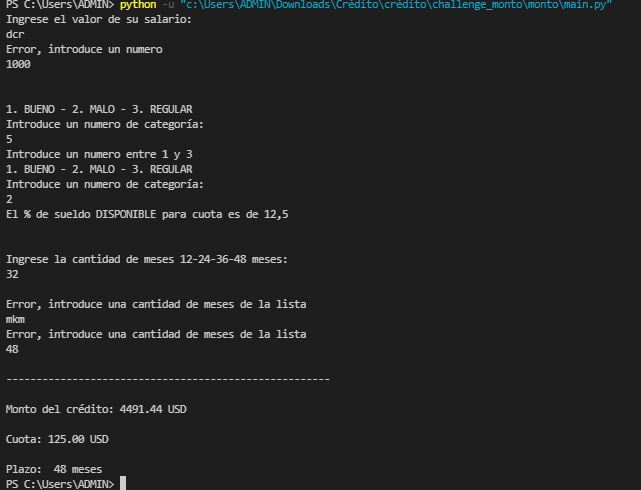 PS C:\Users\ADMIN> python -u "c:\Users\ADMIN\Downloads\Crédito\crédito\challenge_monto\monto\main.py"
Ingrese el valor de su salario:
dcr
Error, introduce un numero
1000
1. BUENO - 2. MALO - 3. REGULAR
Introduce un numero de categoría:
5
Introduce un numero entre 1 y 3
1. BUENO - 2. MALO - 3. REGULAR
Introduce un numero de categoría:
2
El % de sueldo DISPONIBLE para cuota es de 12,5
Ingrese la cantidad de meses 12-24-36-48 meses:
32
Error, introduce una cantidad de meses de la lista
mkm
Error, introduce una cantidad de meses de la lista
48
------------------------------------------------------
Monto del crédito: 4491.44 USD
Cuota: 125.00 USD
Plazo:  48 meses
PS C:\Users\ADMIN>